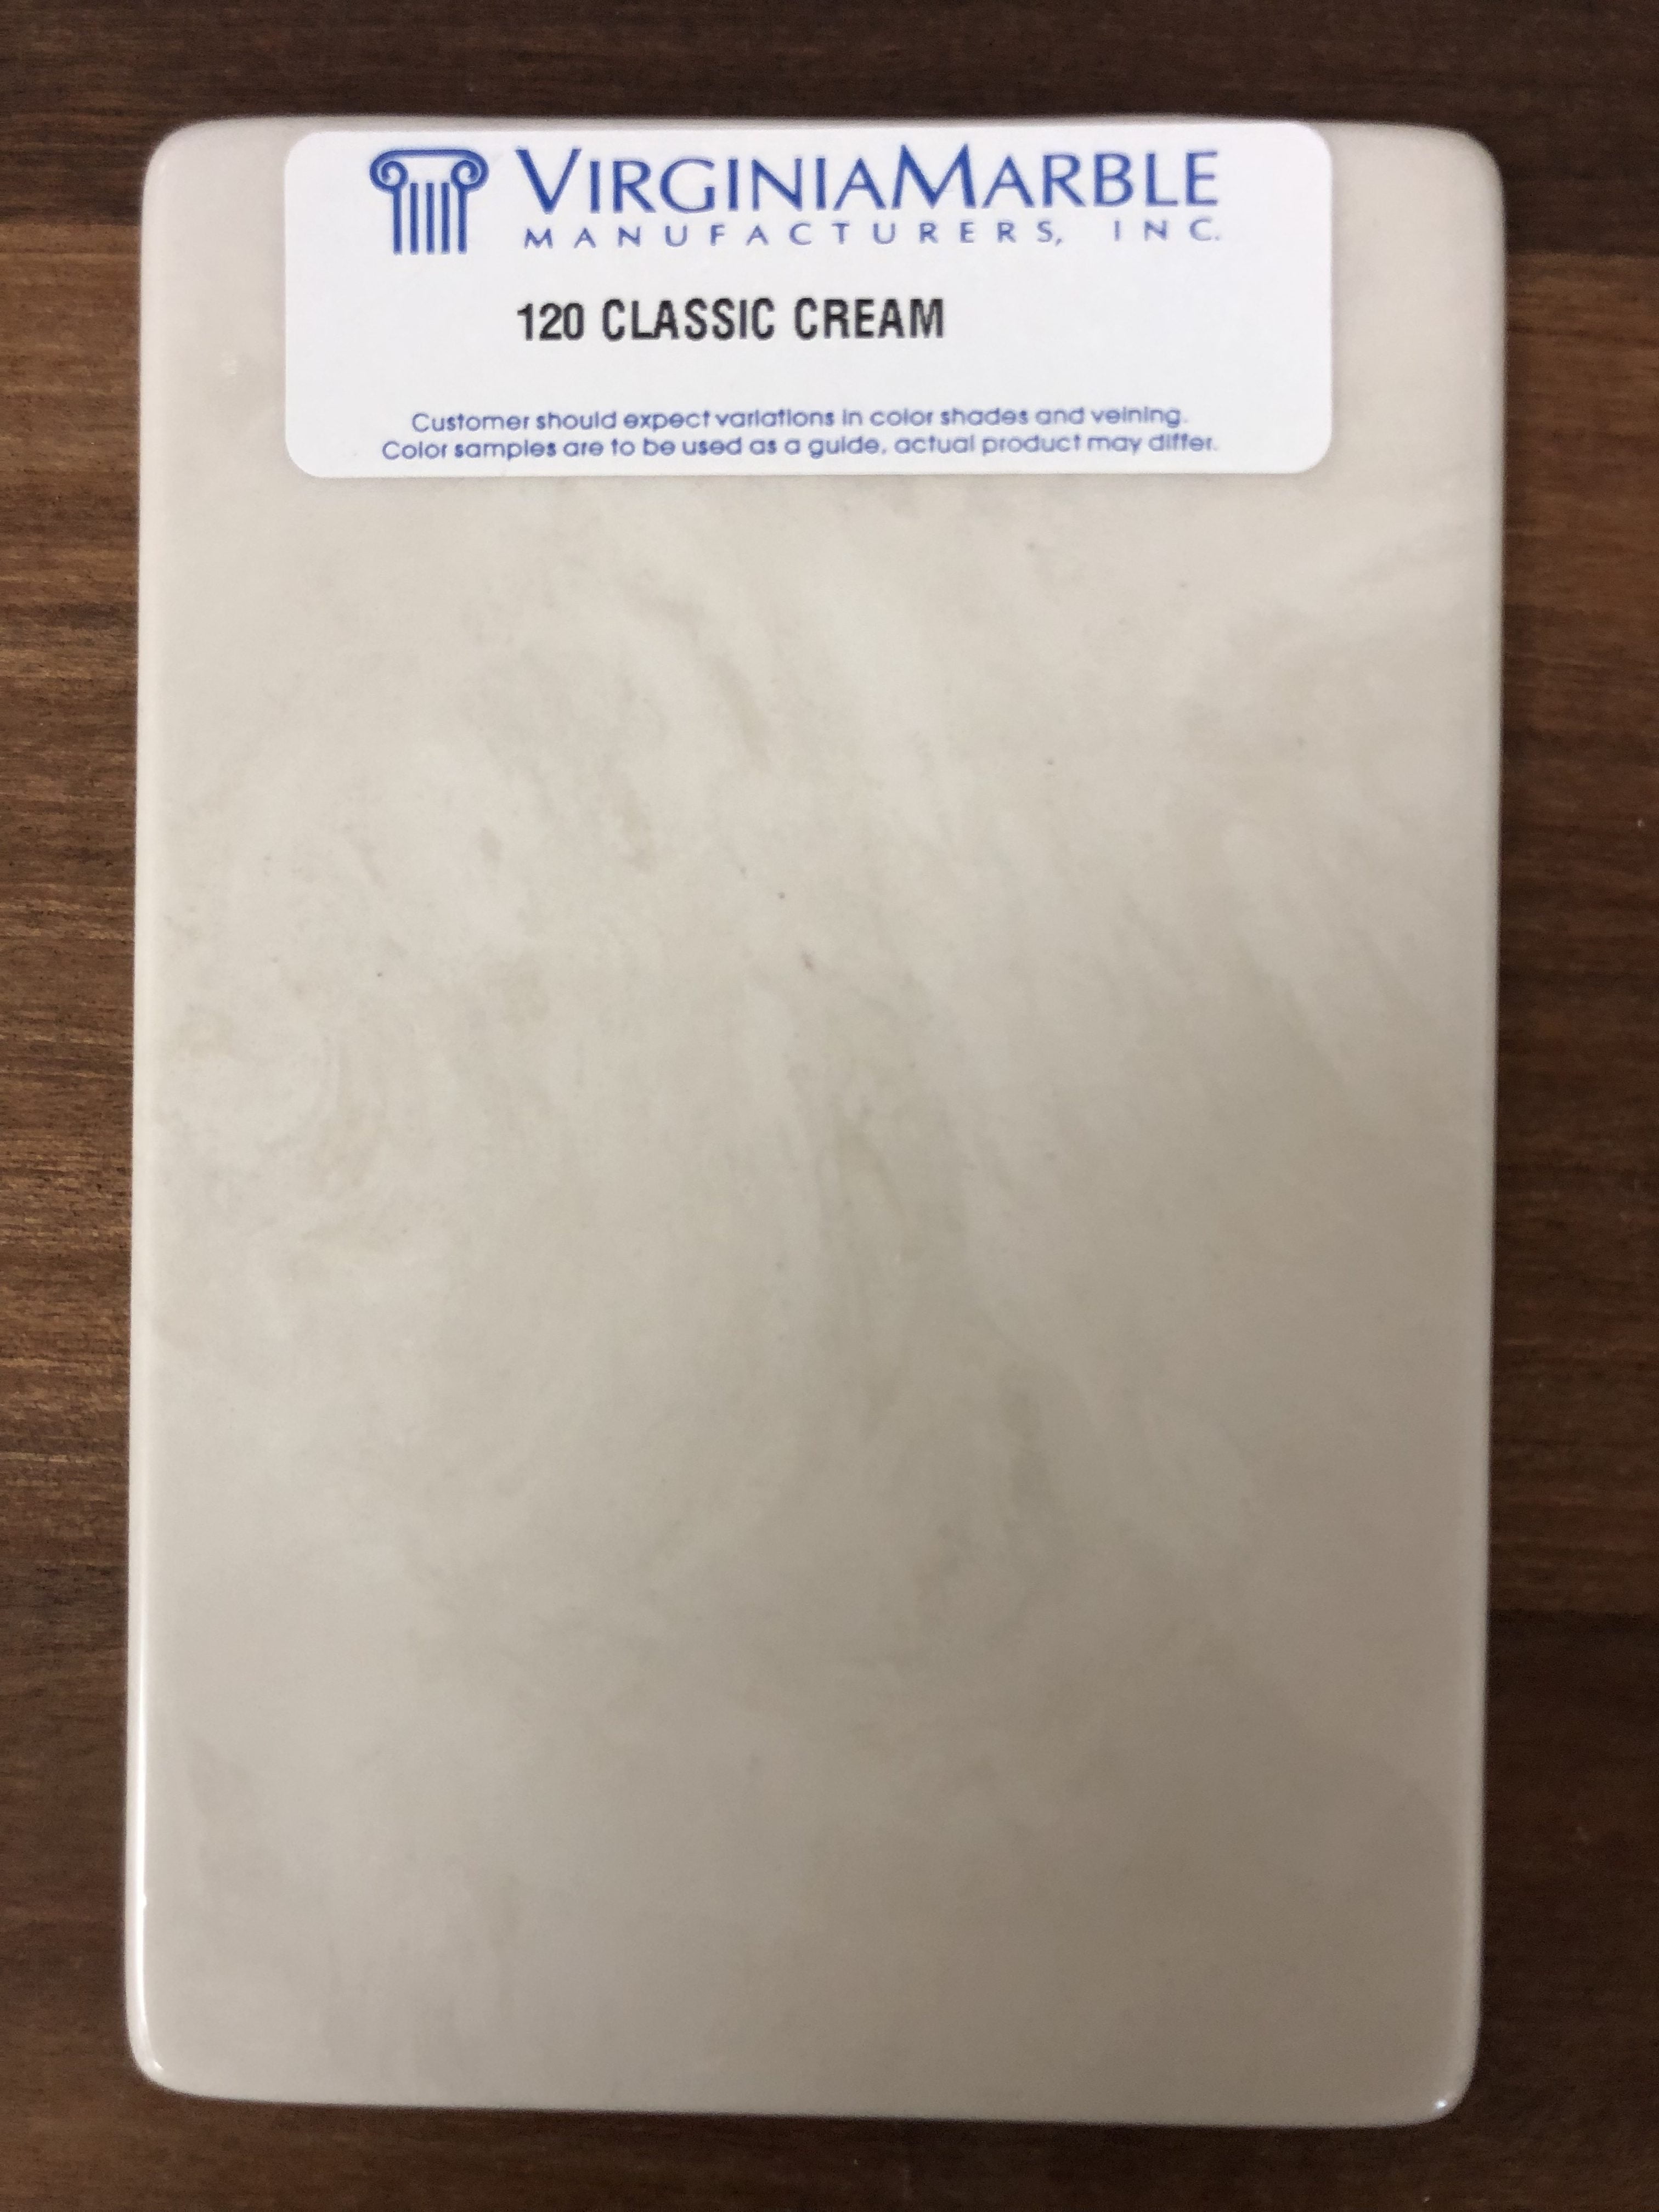 VIRGINIAMARBLE
MANUFACTURERS, INC.
120 CLASSIC CREAM
Customer should expect variations in color shades and veining.
Color samples are to be used as a guide, actual product may differ.